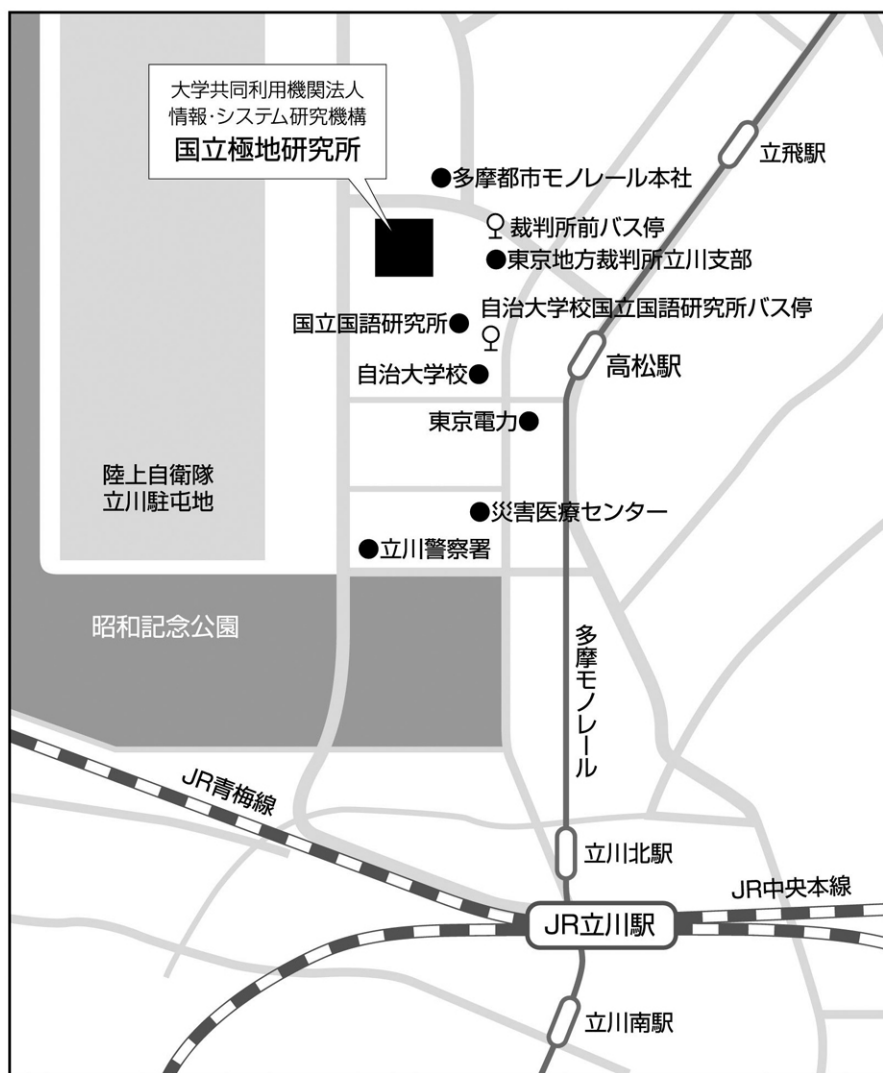 大学共同利用機関法人
情報・システム研究機構
国立極地研究所
立飛駅
多摩都市モノレール本社
裁判所前バス停
東京地方裁判所立川支部
自治大学校国立国語研究所バス停
国立国語研究所
高松駅
自治大学校
東京電力
陸上自衛隊
立川駐屯地
災害医療センター
立川警察署
昭和記念公園
多摩モノレール
JR青梅線
立川北駅
JR中央本線
JR立川駅
立川南駅